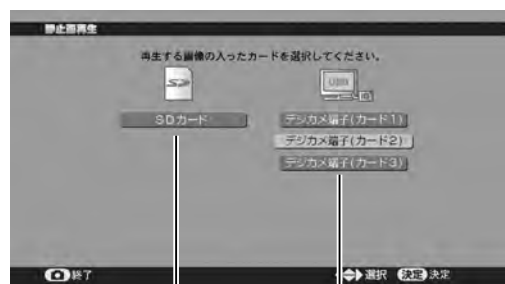 静止画再生
再生する画像の入ったカードを選択してください。
SD
USB
SDカード
デジカメ端子(カード1)
デジカメ端子(カード2)
デジカメ端子(カード3)
終了
選択 決定 決定